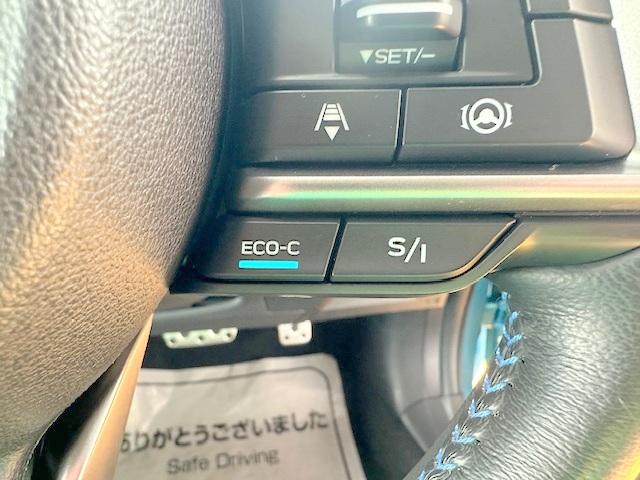 ▼SET/–
ECO-C
S/I
ありがとうございました
Safe Driving